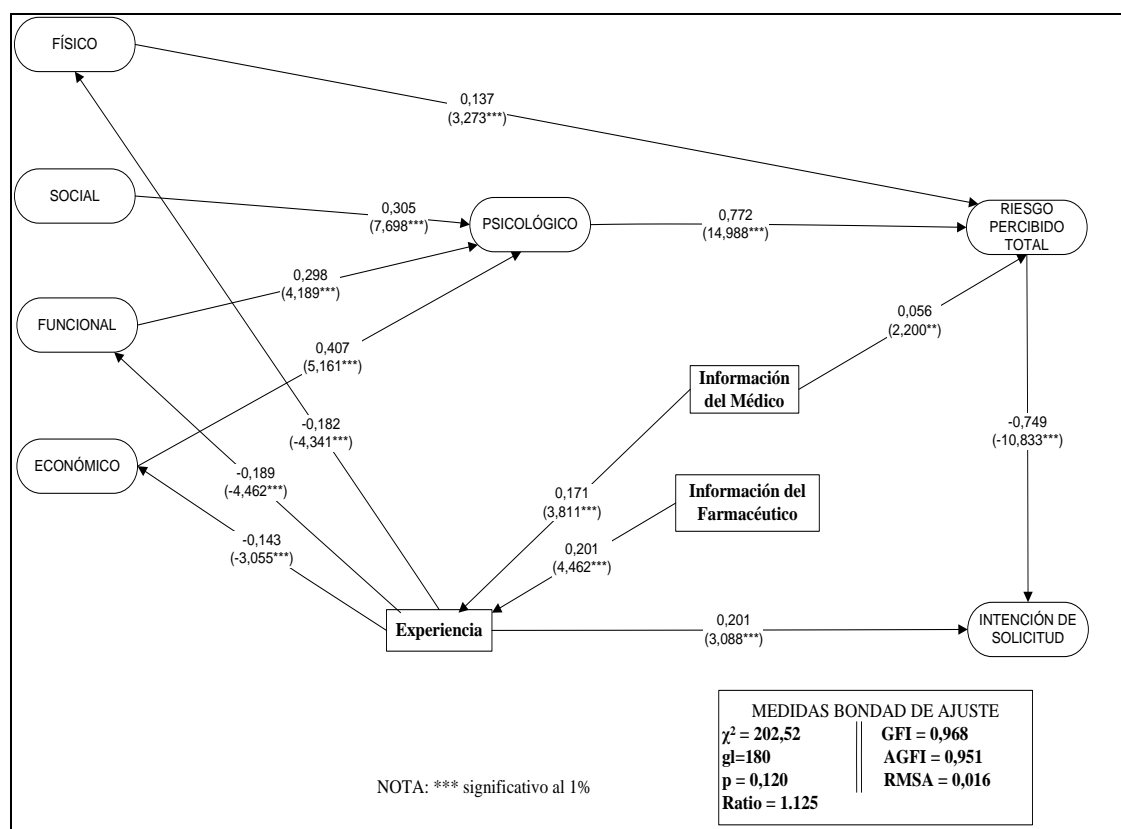 FÍSICO
0,137
(3,273***)
SOCIAL
0,305
(7,698***)
PSICOLÓGICO
0,772
(14,988***)
RIESGO
PERCIBIDO
TOTAL
0,298
(4,189***)
FUNCIONAL
0,407
(5,161***)
0,056
(2,200**)
Información
del Médico
-0,182
(-4,341***)
-0,749
(-10,833***)
ECONÓMICO
-0,189
(-4,462***)
0,171
(3,811***)
Información del
Farmacéutico
-0,143
(-3,055***)
0,201
(4,462***)
Experiencia
0,201
(3,088***)
INTENCIÓN DE
SOLICITUD
MEDIDAS BONDAD DE AJUSTE
χ² = 202,52 GFI = 0,968
gl=180 AGFI = 0,951
p = 0,120 RMSA = 0,016
Ratio = 1.125
NOTA: *** significativo al 1%